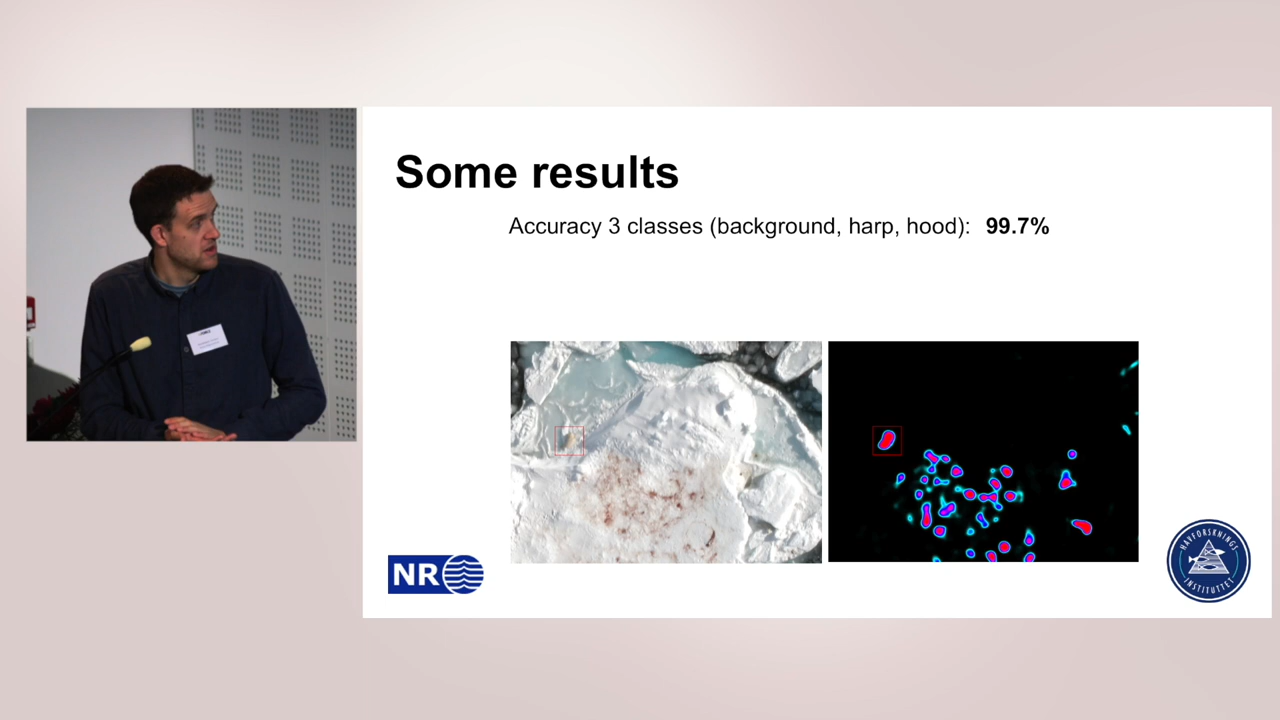 Some results
Accuracy 3 classes (background, harp, hood): 99.7%
NR
HAVFORSKNINGS
INSTITUTTET